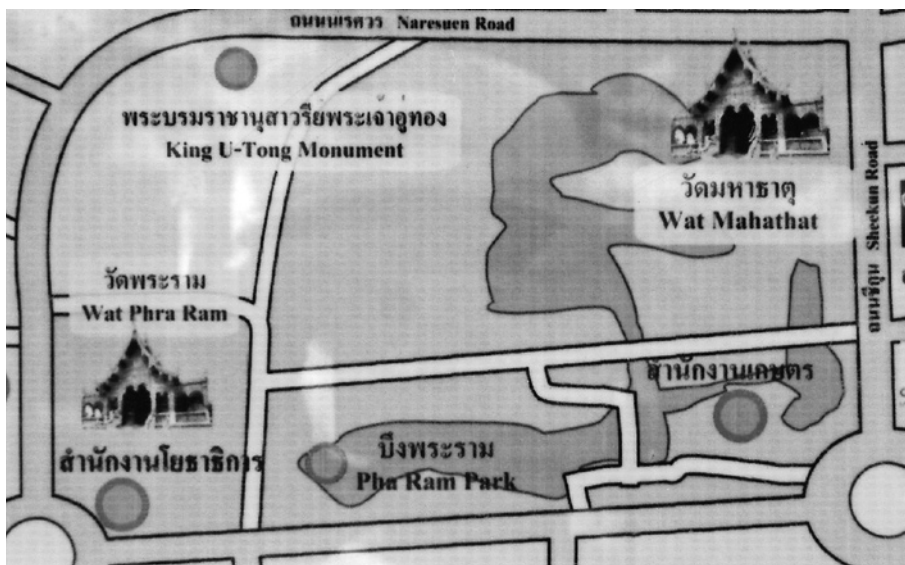 ถนนนเรศวร Naresuen Road
พระบรมราชานุสาวรีย์พระเจ้าอู่ทอง
King U-Tong Monument
วัดมหาธาตุ
Wat Mahathat
ถนนชีกุน Sheekun Road
วัดพระราม
Wat Phra Ram
สำนักงานเกษตร
สำนักงานโยธาธิการ
บึงพระราม
Pha Ram Park